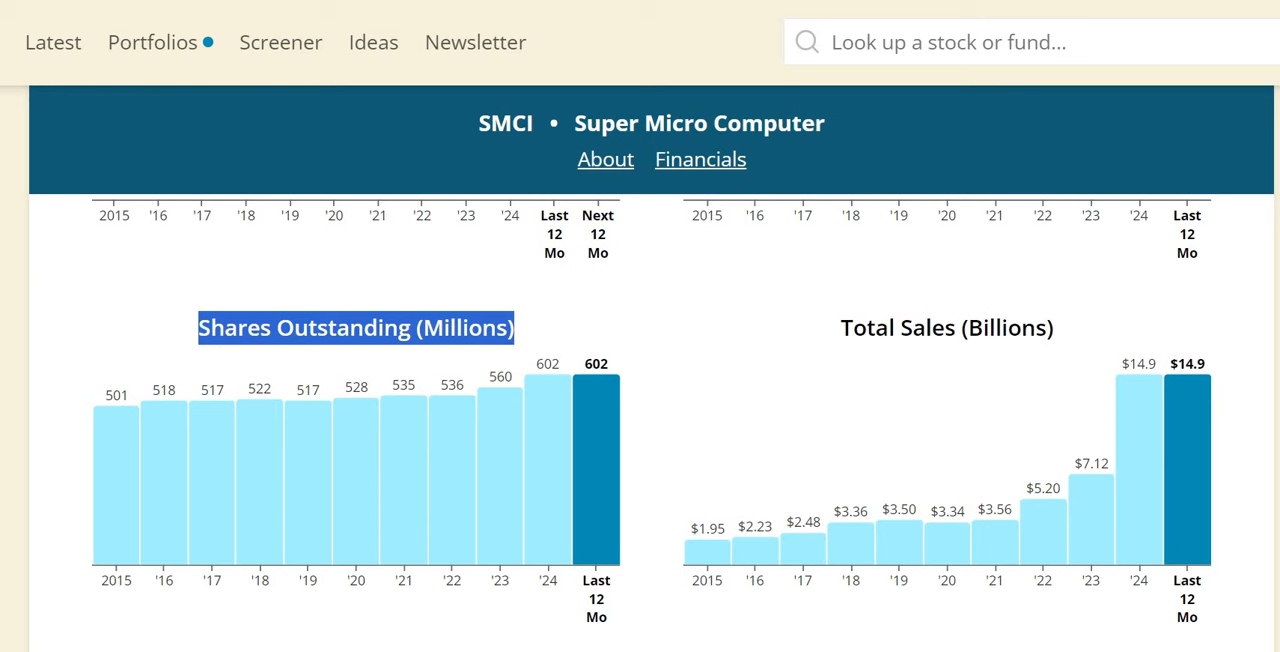 Latest Portfolios Screener Ideas Newsletter Look up a stock or fund...
SMCI • Super Micro Computer
About Financials
2015 '16 '17 '18 '19 '20 '21 '22 '23 '24 Last 12 Mo Next 12 Mo
2015 '16 '17 '18 '19 '20 '21 '22 '23 '24 Last 12 Mo
Shares Outstanding (Millions)
501 518 517 522 517 528 535 536 560 602 602
2015 '16 '17 '18 '19 '20 '21 '22 '23 '24 Last 12 Mo
Total Sales (Billions)
$1.95 $2.23 $2.48 $3.36 $3.50 $3.34 $3.56 $5.20 $7.12 $14.9 $14.9
2015 '16 '17 '18 '19 '20 '21 '22 '23 '24 Last 12 Mo